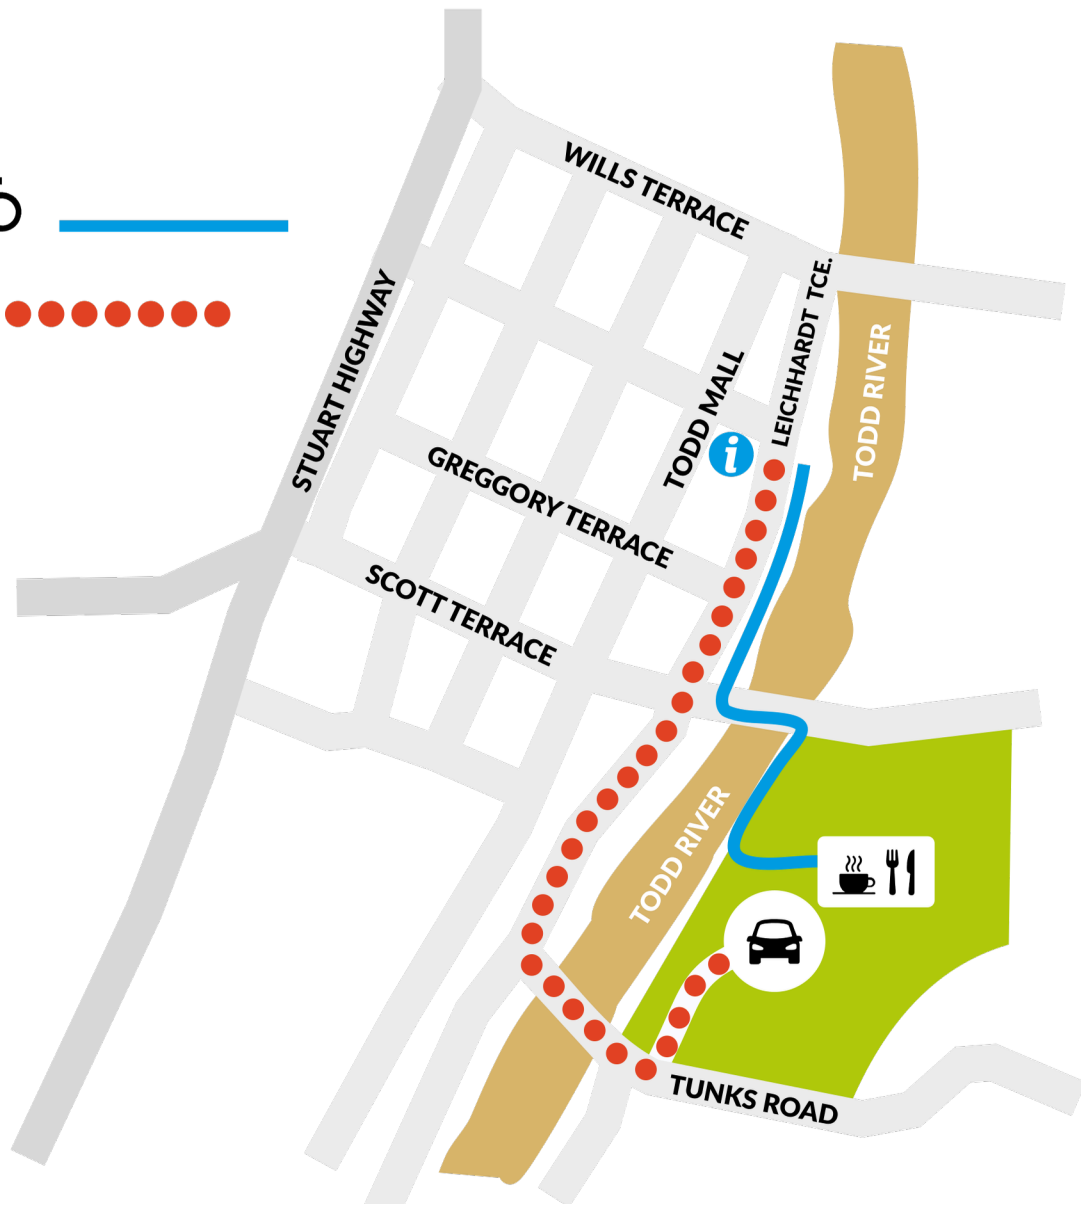 WILLS TERRACE
LEICHHARDT TCE.
STUART HIGHWAY
TODD RIVER
TODD MALL
i
GREGGORY TERRACE
SCOTT TERRACE
TODD RIVER
TUNKS ROAD